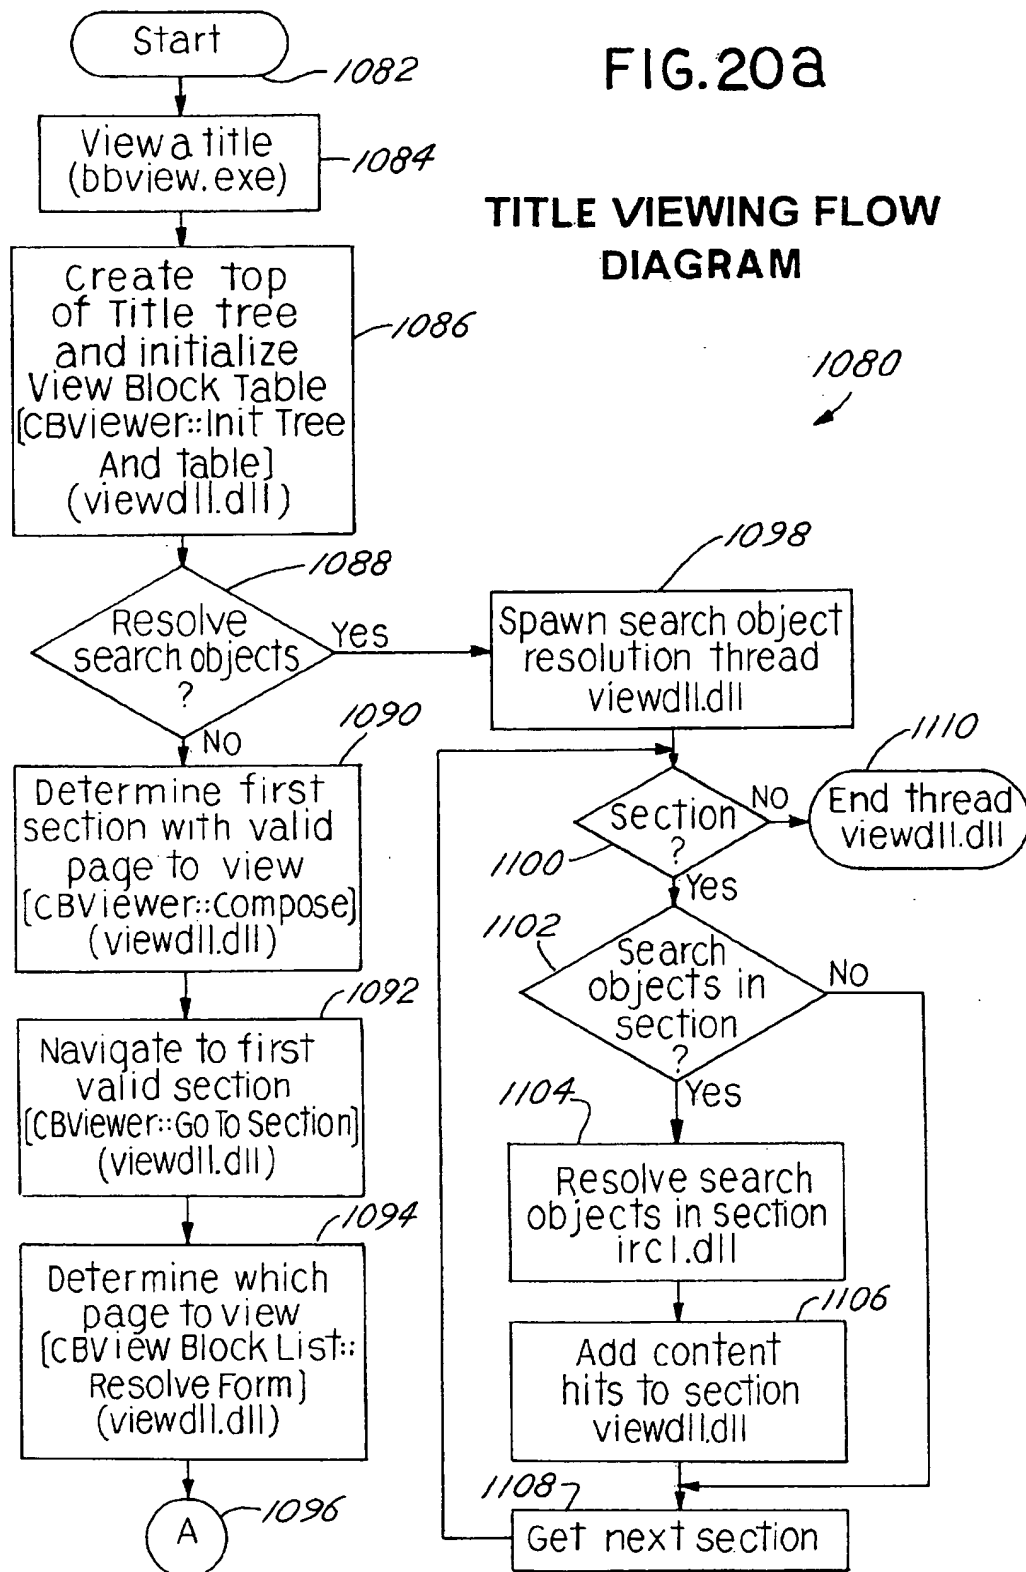 Start
1082
FIG.20a
View a title
(bbview.exe)
1084
TITLE VIEWING FLOW
DIAGRAM
Create top
of Title tree
and initialize
View Block Table
[CBViewer::Init Tree
And Table]
(viewdll.dll)
1086
1080
1088
Resolve
search objects
?
Yes
NO
1098
Spawn search object
resolution thread
viewdll.dll
1090
Determine first
section with valid
page to view
[CBViewer::Compose]
(viewdll.dll)
1092
Navigate to first
valid section
[CBViewer::Go To Section]
(viewdll.dll)
1094
Determine which
page to view
[CBView Block List::
Resolve Form]
(viewdll.dll)
A
1096
Section
?
1100
NO
Yes
1110
End thread
viewdll.dll
1102
Search
objects in
section
?
NO
Yes
1104
Resolve search
objects in section
irc1.dll
1106
Add content
hits to section
viewdll.dll
1108
Get next section